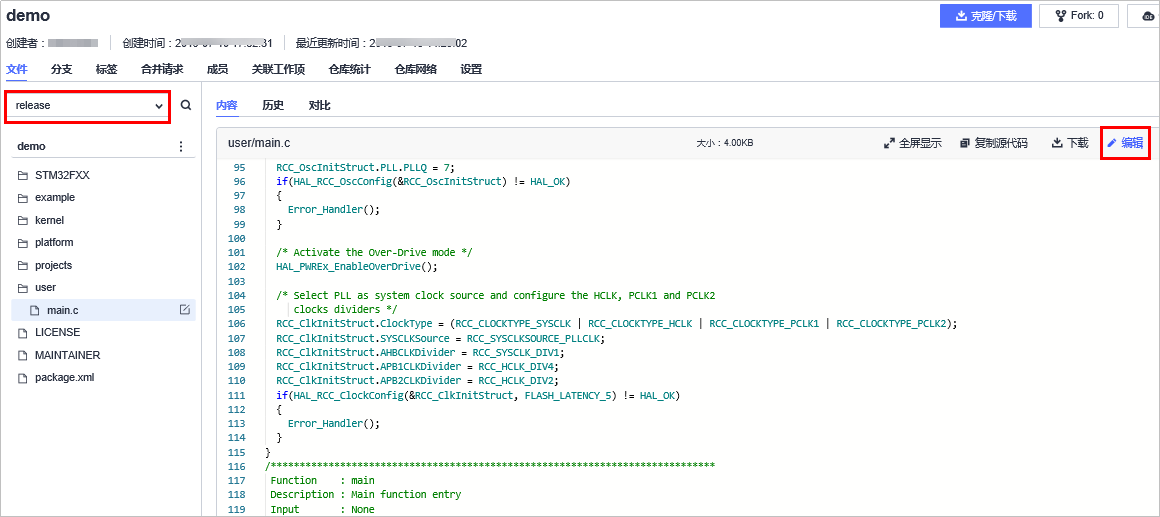 demo
克隆/下载
Fork: 0
创建者：
创建时间：
最近更新时间：
文件 分支 标签 合并请求 成员 关联工作项 仓库统计 仓库网络 设置
release
内容 历史 对比
demo
STM32FXX
example
kernel
platform
projects
user
main.c
LICENSE
MAINTAINER
package.xml
user/main.c 大小：4.00KB 全屏显示 复制源代码 下载 编辑
95 RCC_OscInitStruct.PLL.PLLQ = 7;
96 if(HAL_RCC_OscConfig(&RCC_OscInitStruct) != HAL_OK)
97 {
98 Error_Handler();
99 }
100
101 /* Activate the Over-Drive mode */
102 HAL_PWREx_EnableOverDrive();
103
104 /* Select PLL as system clock source and configure the HCLK, PCLK1 and PCLK2
105 clocks dividers */
106 RCC_ClkInitStruct.ClockType = (RCC_CLOCKTYPE_SYSCLK | RCC_CLOCKTYPE_HCLK | RCC_CLOCKTYPE_PCLK1 | RCC_CLOCKTYPE_PCLK2);
107 RCC_ClkInitStruct.SYSCLKSource = RCC_SYSCLKSOURCE_PLLCLK;
108 RCC_ClkInitStruct.AHBCLKDivider = RCC_SYSCLK_DIV1;
109 RCC_ClkInitStruct.APB1CLKDivider = RCC_HCLK_DIV4;
110 RCC_ClkInitStruct.APB2CLKDivider = RCC_HCLK_DIV2;
111 if(HAL_RCC_ClockConfig(&RCC_ClkInitStruct, FLASH_LATENCY_5) != HAL_OK)
112 {
113 Error_Handler();
114 }
115 }
116 /*****************************************************************************
117 Function : main
118 Description : Main function entry
119 Input : None